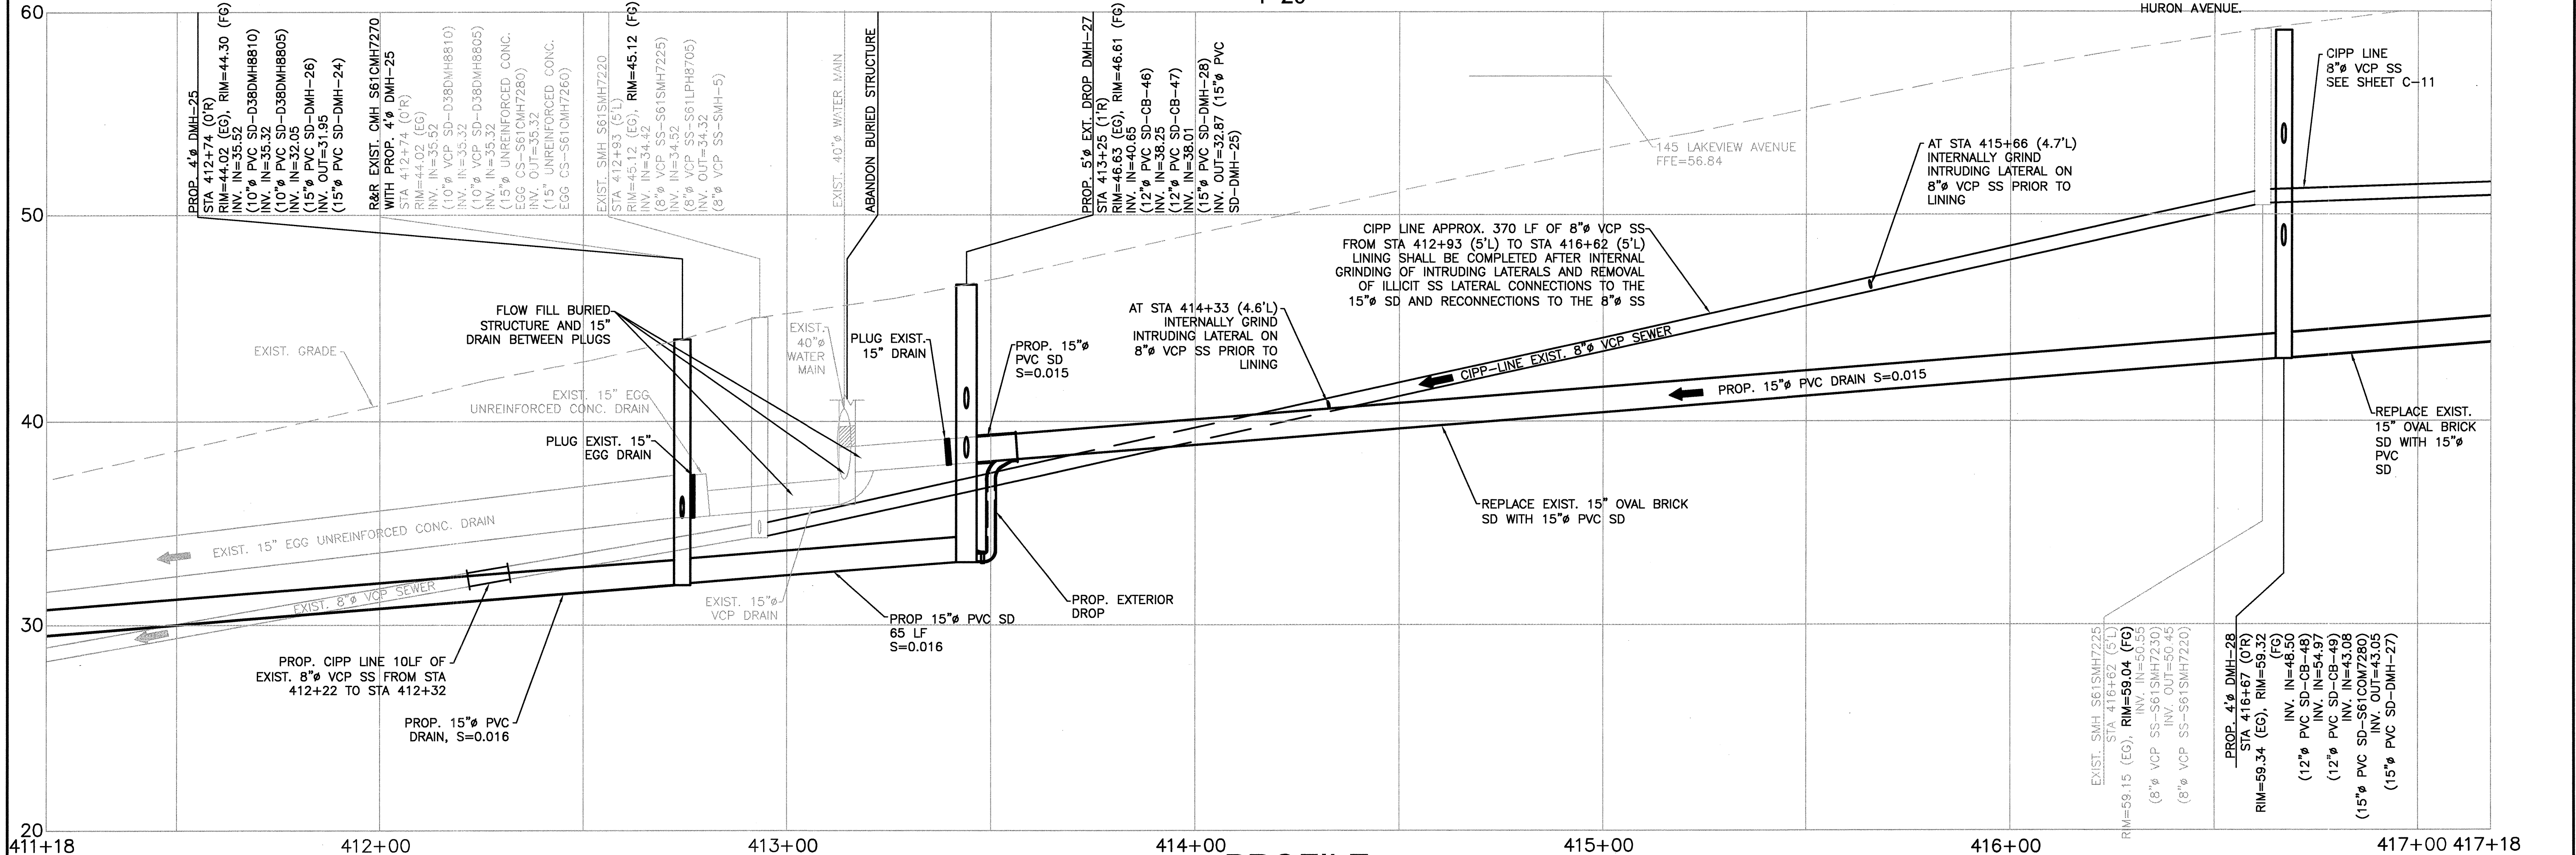 HURON AVENUE.
60
50
40
30
20
PROP. 4'ø DMH-25
STA 412+74 (0'R)
RIM=44.02 (EG), RIM=44.30 (FG)
INV. IN=35.52
(10"ø PVC SD-D38DMH8810)
INV. IN=35.32
(10"ø PVC SD-D38DMH8805)
INV. IN=32.05
(15"ø PVC SD-DMH-26)
INV. OUT=31.95
(15"ø PVC SD-DMH-24)
R&R EXIST. CMH S61CMH7270
WITH PROP. 4'ø DMH-25
STA 412+74 (0'R)
RIM=44.02 (EG)
INV. IN=35.52
(10"ø VCP SD-D38DMH8810)
INV. IN=35.32
(10"ø VCP SD-D38DMH8805)
INV. IN=35.32
(15"ø UNREINFORCED CONC.
EGG CS-S61CMH7280)
INV. OUT=35.32
(15" UNREINFORCED CONC.
EGG CS-S61CMH7260)
EXIST. SMH S61SMH7220
STA 412+93 (5'L)
RIM=45.12 (EG), RIM=45.12 (FG)
INV. IN=34.42
(8"ø VCP SS-S61SMH7225)
INV. IN=34.52
(8"ø VCP SS-S61LPH8705)
INV. OUT=34.32
(8"ø VCP SS-SMH-5)
EXIST. 40"ø WATER MAIN
ABANDON BURIED STRUCTURE
PROP. 5'ø EXT. DROP DMH-27
STA 413+25 (1'R)
RIM=46.63 (EG), RIM=46.61 (FG)
INV. IN=40.65
(12"ø PVC SD-CB-46)
INV. IN=38.25
(12"ø PVC SD-CB-47)
INV. IN=38.01
(15"ø PVC SD-DMH-28)
INV. OUT=32.87 (15"ø PVC
SD-DMH-25)
CIPP LINE
8"ø VCP SS
SEE SHEET C-11
145 LAKEVIEW AVENUE
FFE=56.84
AT STA 415+66 (4.7'L)
INTERNALLY GRIND
INTRUDING LATERAL ON
8"ø VCP SS PRIOR TO
LINING
CIPP LINE APPROX. 370 LF OF 8"ø VCP SS
FROM STA 412+93 (5'L) TO STA 416+62 (5'L)
LINING SHALL BE COMPLETED AFTER INTERNAL
GRINDING OF INTRUDING LATERALS AND REMOVAL
OF ILLICIT SS LATERAL CONNECTIONS TO THE
15"ø SD AND RECONNECTIONS TO THE 8"ø SS
FLOW FILL BURIED
STRUCTURE AND 15"
DRAIN BETWEEN PLUGS
EXIST. GRADE
EXIST.
40"ø
WATER
MAIN
PLUG EXIST.
15" DRAIN
PROP. 15"ø
PVC SD
S=0.015
AT STA 414+33 (4.6'L)
INTERNALLY GRIND
INTRUDING LATERAL ON
8"ø VCP SS PRIOR TO
LINING
CIPP-LINE EXIST. 8"ø VCP SEWER
PROP. 15"ø PVC DRAIN S=0.015
EXIST. 15" EGG
UNREINFORCED CONC. DRAIN
PLUG EXIST. 15"
EGG DRAIN
REPLACE EXIST.
15" OVAL BRICK
SD WITH 15"ø
PVC
SD
REPLACE EXIST. 15" OVAL BRICK
SD WITH 15"ø PVC SD
EXIST. 15" EGG UNREINFORCED CONC. DRAIN
EXIST. 8"ø VCP SEWER
EXIST. 15"ø
VCP DRAIN
PROP 15"ø PVC SD
65 LF
S=0.016
PROP. EXTERIOR
DROP
PROP. CIPP LINE 10LF OF
EXIST. 8"ø VCP SS FROM STA
412+22 TO STA 412+32
PROP. 15"ø PVC
DRAIN, S=0.016
EXIST. SMH S61SMH7225
STA 416+62 (5'L)
RIM=59.15 (EG), RIM=59.04 (FG)
INV. IN=50.55
(8"ø VCP SS-S61SMH7230)
INV. OUT=50.45
(8"ø VCP SS-S61SMH7220)
PROP. 4'ø DMH-28
STA 416+67 (0'R)
RIM=59.34 (EG), RIM=59.32
(FG)
INV. IN=48.50
(12"ø PVC SD-CB-48)
INV. IN=54.97
(12"ø PVC SD-CB-49)
INV. IN=43.08
(15"ø PVC SD-S61COM7280)
INV. OUT=43.05
(15"ø PVC SD-DMH-27)
411+18
412+00
413+00
414+00
415+00
416+00
417+00
417+18